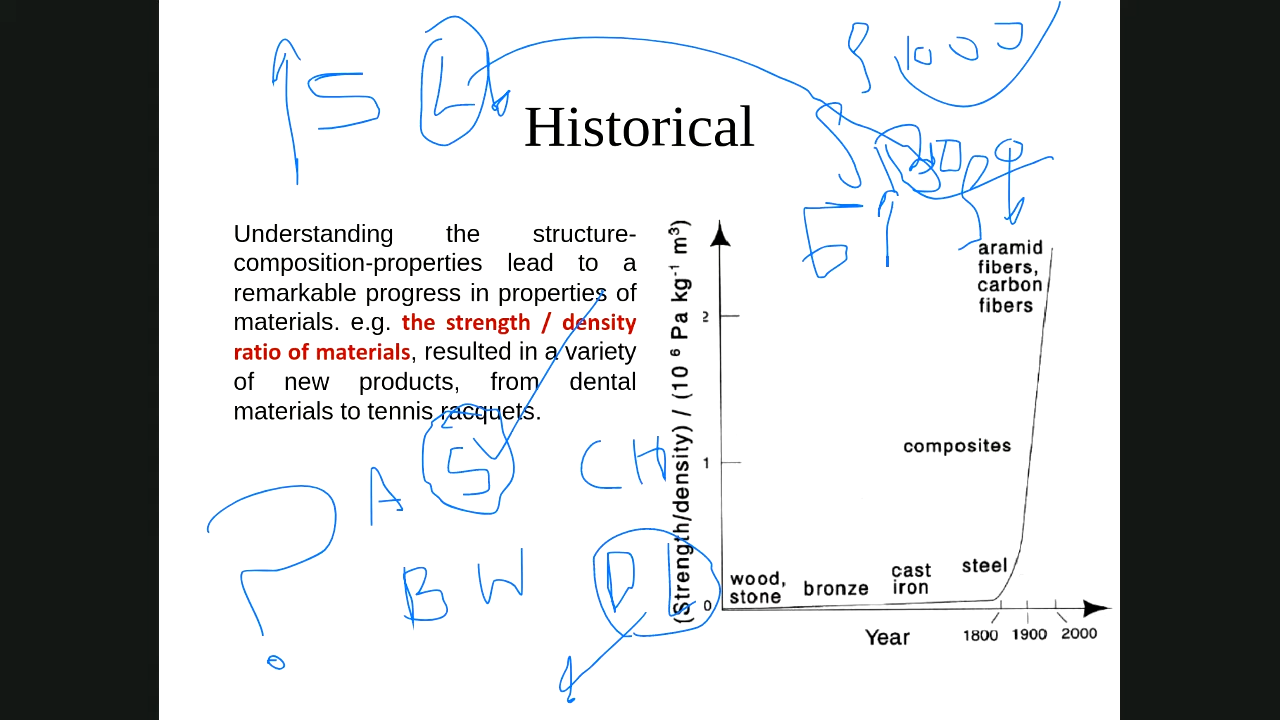 ↑ S L
1000
Historical
Understanding the structure-
composition-properties lead to a
remarkable progress in properties of
materials. e.g. the strength / density
ratio of materials, resulted in a variety
of new products, from dental
materials to tennis racquets.
A S CH
B W D L
?
(Strength/density) / (10⁶ Pa kg⁻¹ m³)
2
1
0
aramid
fibers,
carbon
fibers
composites
steel
cast
iron
bronze
wood,
stone
1800 1900 2000
Year